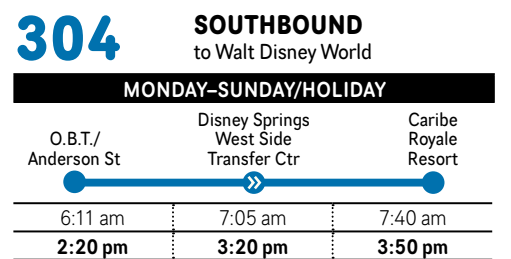 304
SOUTHBOUND
to Walt Disney World
MONDAY–SUNDAY/HOLIDAY
O.B.T./
Anderson St
Disney Springs
West Side
Transfer Ctr
Caribe
Royale
Resort
6:11 am 7:05 am 7:40 am
2:20 pm 3:20 pm 3:50 pm